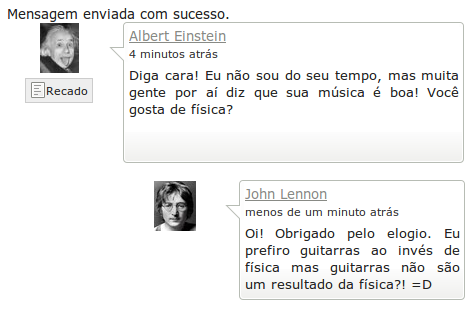 Mensagem enviada com sucesso.
Albert Einstein
4 minutos atrás
Diga cara! Eu não sou do seu tempo, mas muita
gente por aí diz que sua música é boa! Você
gosta de física?
Recado
John Lennon
menos de um minuto atrás
Oi! Obrigado pelo elogio. Eu
prefiro guitarras ao invés de
física mas guitarras não são
um resultado da física?! =D